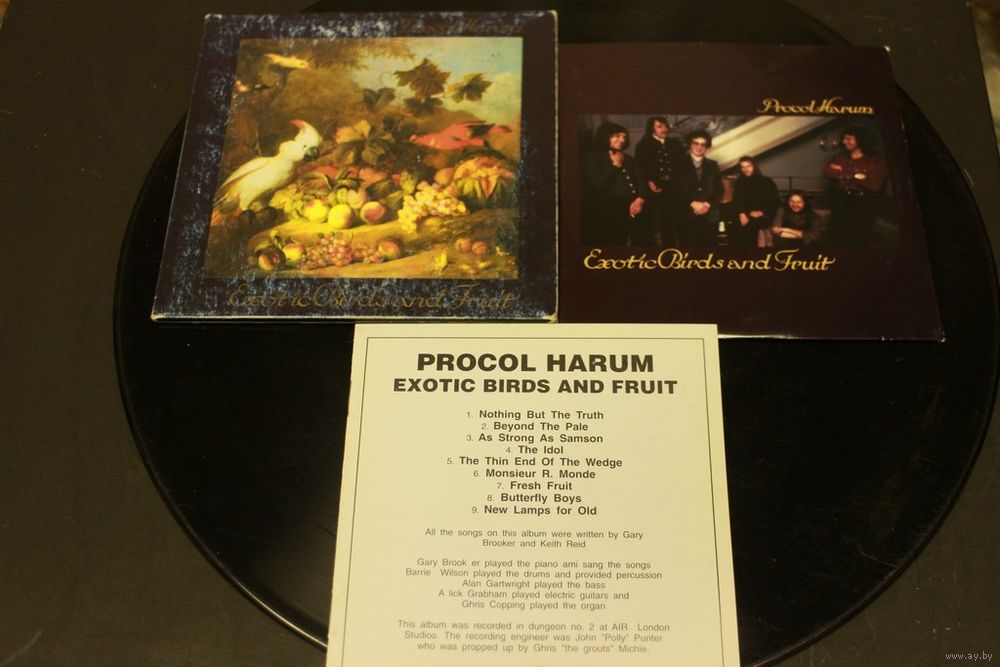 Exotic Birds and Fruit
Procol Harum
Exotic Birds and Fruit
PROCOL HARUM
EXOTIC BIRDS AND FRUIT
1. Nothing But The Truth
2. Beyond The Pale
3. As Strong As Samson
4. The Idol
5. The Thin End Of The Wedge
6. Monsieur R. Monde
7. Fresh Fruit
8. Butterfly Boys
9. New Lamps for Old
All the songs on this album were written by Gary
Brooker and Keith Reid
Gary Brook er played the piano ami sang the songs
Barrie Wilson played the drums and provided percussion
Alan Gartwright played the bass
A lick Grabham played electric guitars and
Ghris Copping played the organ
This album was recorded in dungeon no. 2 at AIR London
Studios. The recording engineer was John "Polly" Punter
who was propped up by Ghris "the grouts" Michie.
www.ay.by